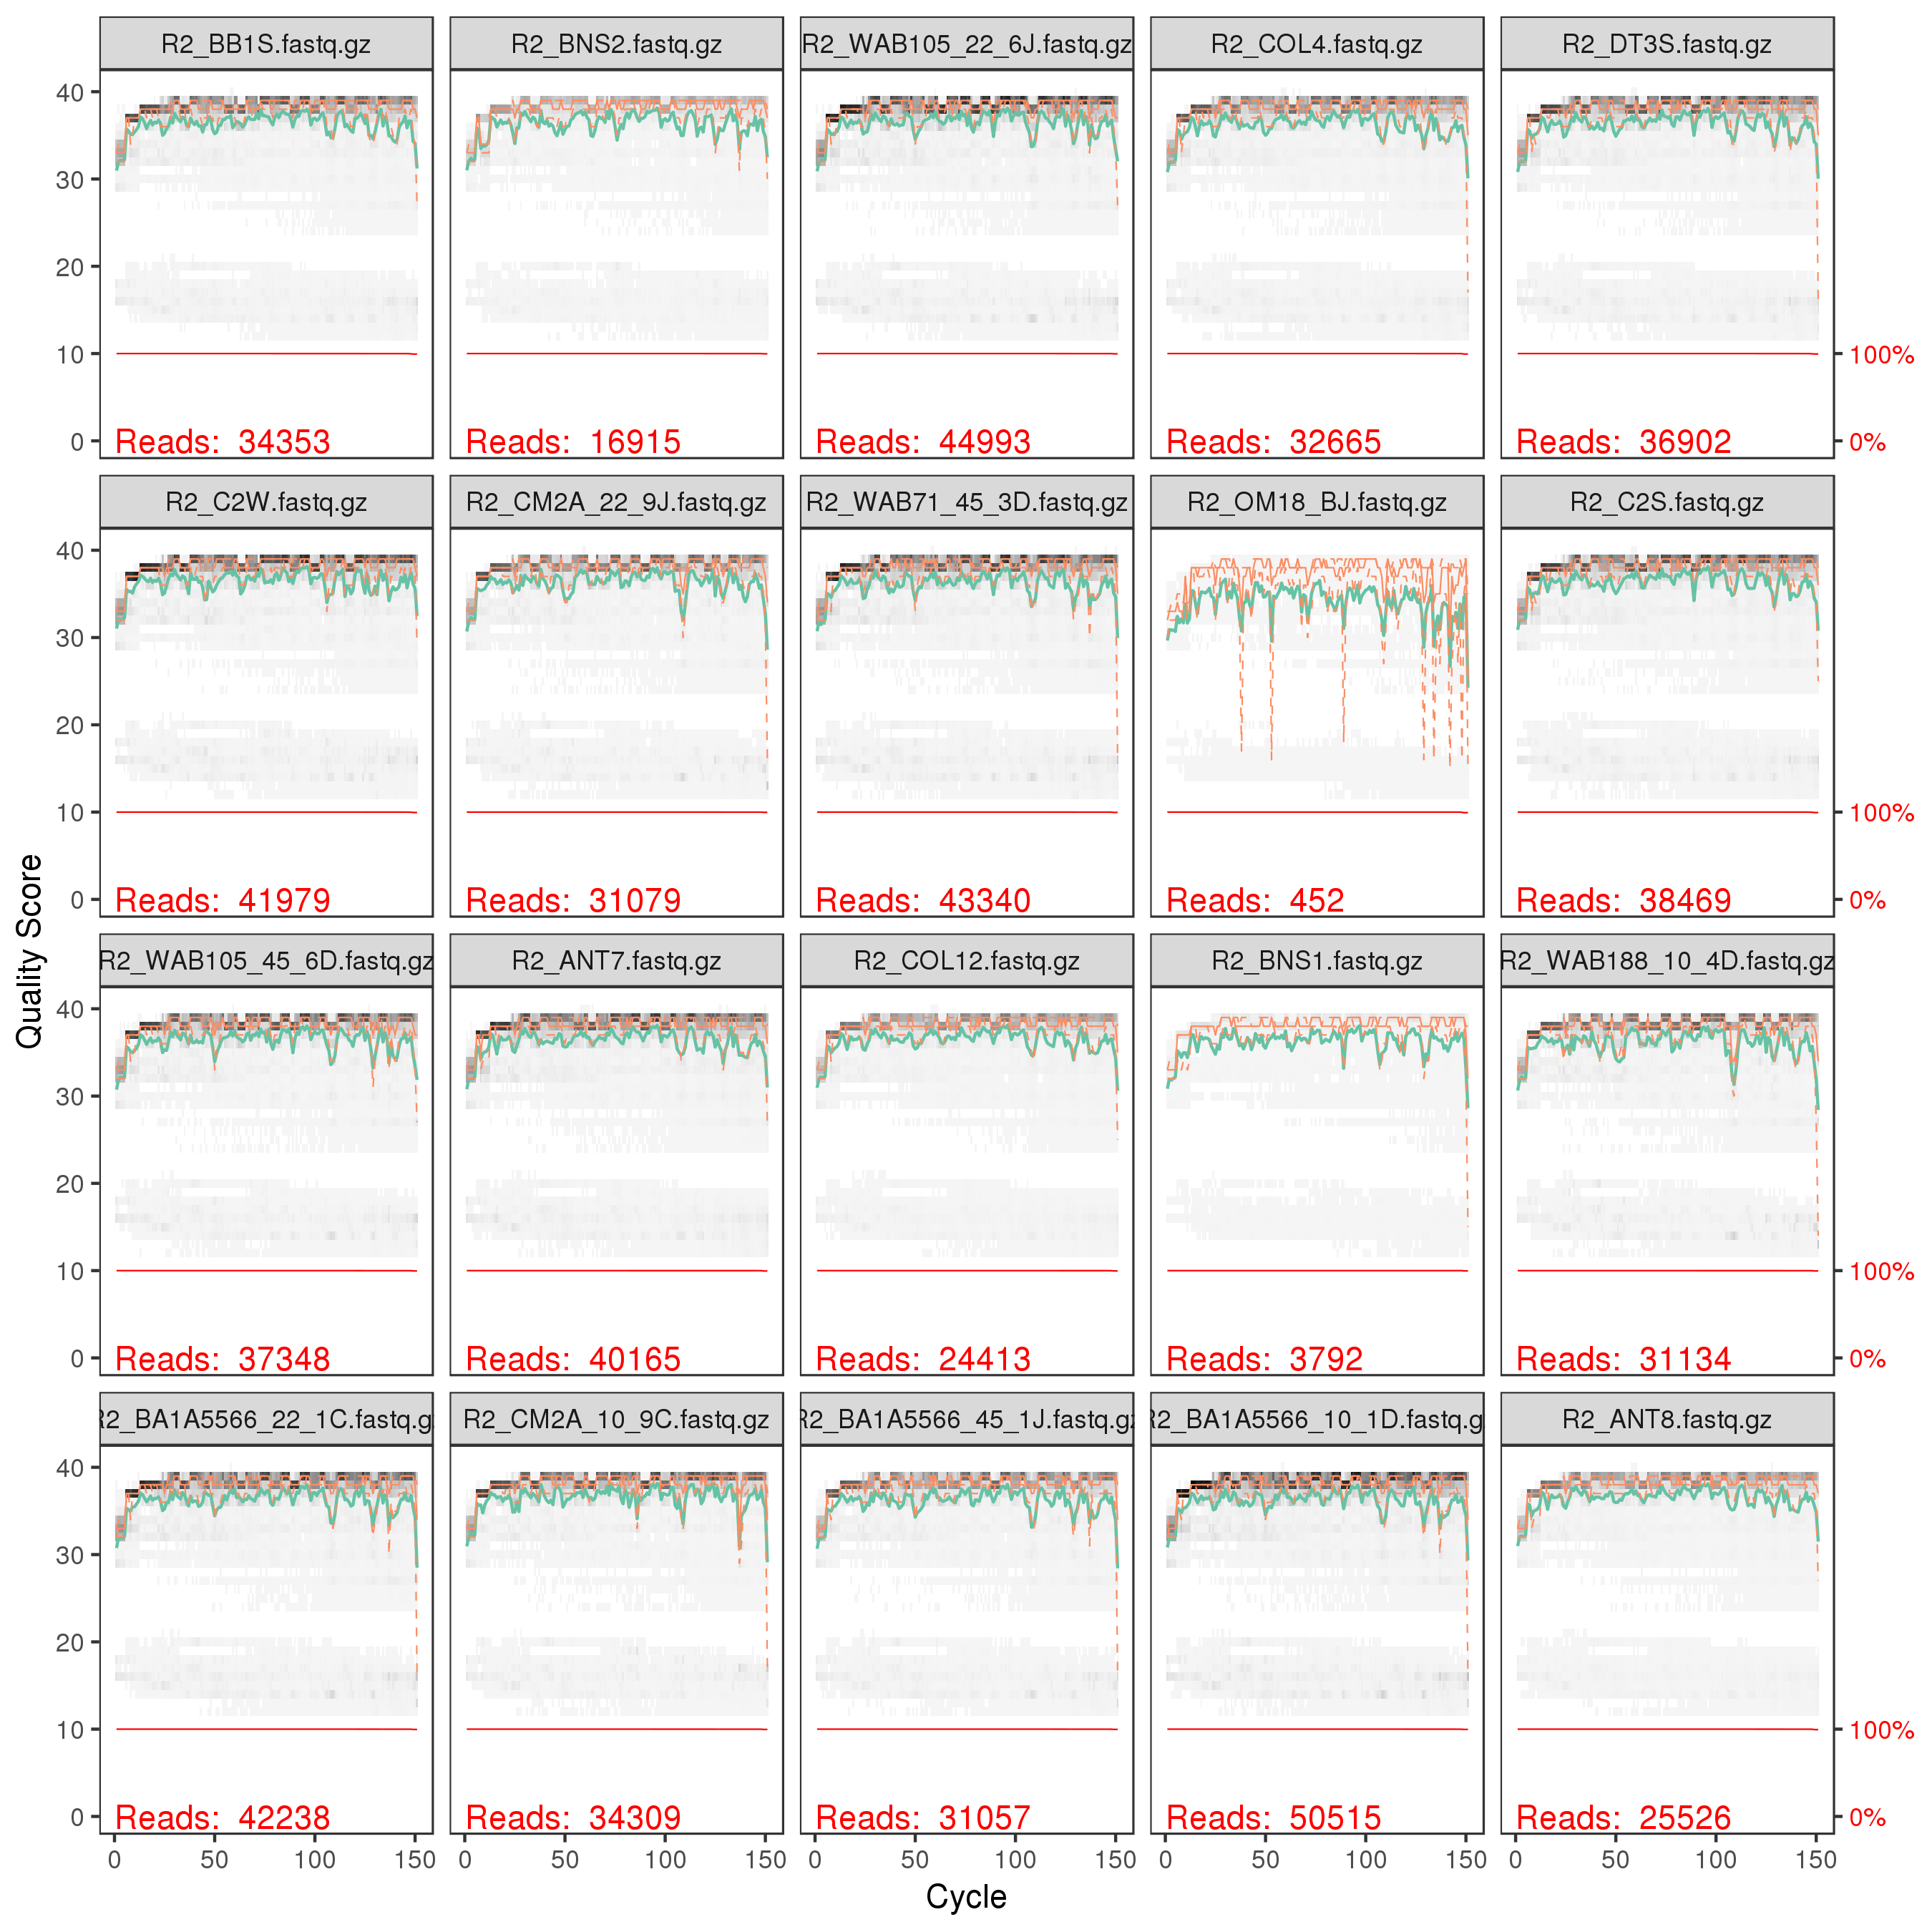 R2_BB1S.fastq.gz
R2_BNS2.fastq.gz
R2_WAB105_22_6J.fastq.gz
R2_COL4.fastq.gz
R2_DT3S.fastq.gz
40
30
20
10
0
Reads: 34353
Reads: 16915
Reads: 44993
Reads: 32665
Reads: 36902
100%
0%
R2_C2W.fastq.gz
R2_CM2A_22_9J.fastq.gz
R2_WAB71_45_3D.fastq.gz
R2_OM18_BJ.fastq.gz
R2_C2S.fastq.gz
40
30
20
10
0
Reads: 41979
Reads: 31079
Reads: 43340
Reads: 452
Reads: 38469
100%
0%
Quality Score
R2_WAB105_45_6D.fastq.gz
R2_ANT7.fastq.gz
R2_COL12.fastq.gz
R2_BNS1.fastq.gz
R2_WAB188_10_4D.fastq.gz
40
30
20
10
0
Reads: 37348
Reads: 40165
Reads: 24413
Reads: 3792
Reads: 31134
100%
0%
R2_BA1A5566_22_1C.fastq.g
R2_CM2A_10_9C.fastq.gz
R2_BA1A5566_45_1J.fastq.gz
R2_BA1A5566_10_1D.fastq.g
R2_ANT8.fastq.gz
40
30
20
10
0
Reads: 42238
Reads: 34309
Reads: 31057
Reads: 50515
Reads: 25526
100%
0%
0 50 100 150
0 50 100 150
0 50 100 150
0 50 100 150
0 50 100 150
Cycle